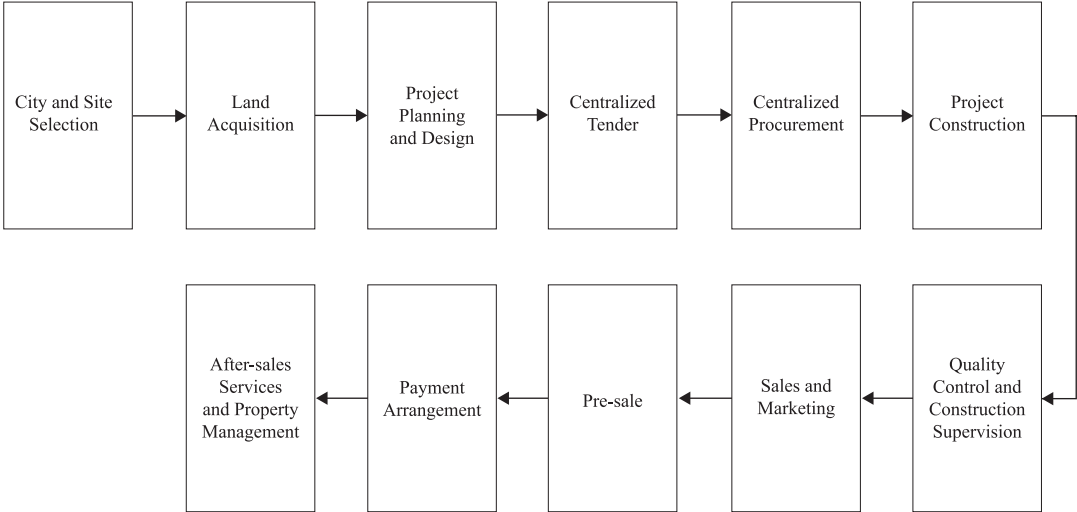 City and Site
Selection
Land
Acquisition
Project
Planning
and Design
Centralized
Tender
Centralized
Procurement
Project
Construction
Quality
Control and
Construction
Supervision
Sales and
Marketing
Pre-sale
Payment
Arrangement
After-sales
Services
and Property
Management